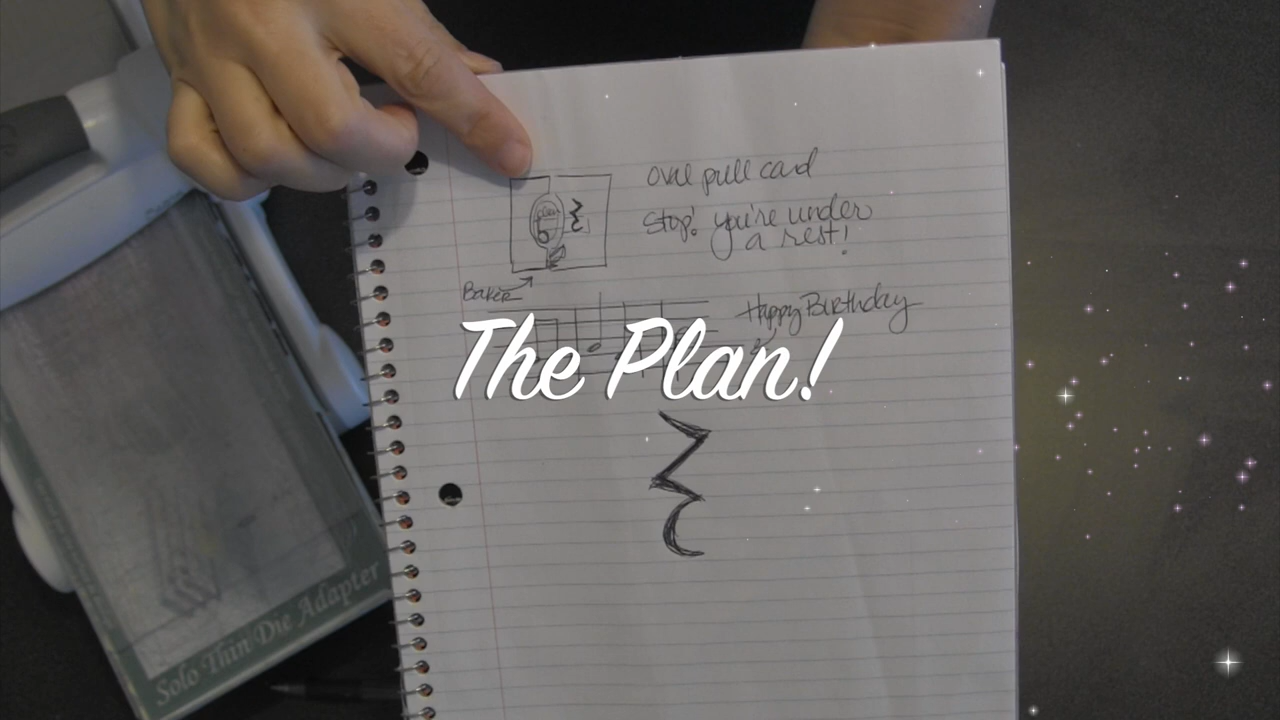 oval pull card
Stop! you're under
a rest!
Baker
Happy Birthday
The Plan!
Solo Thin Die Adapter